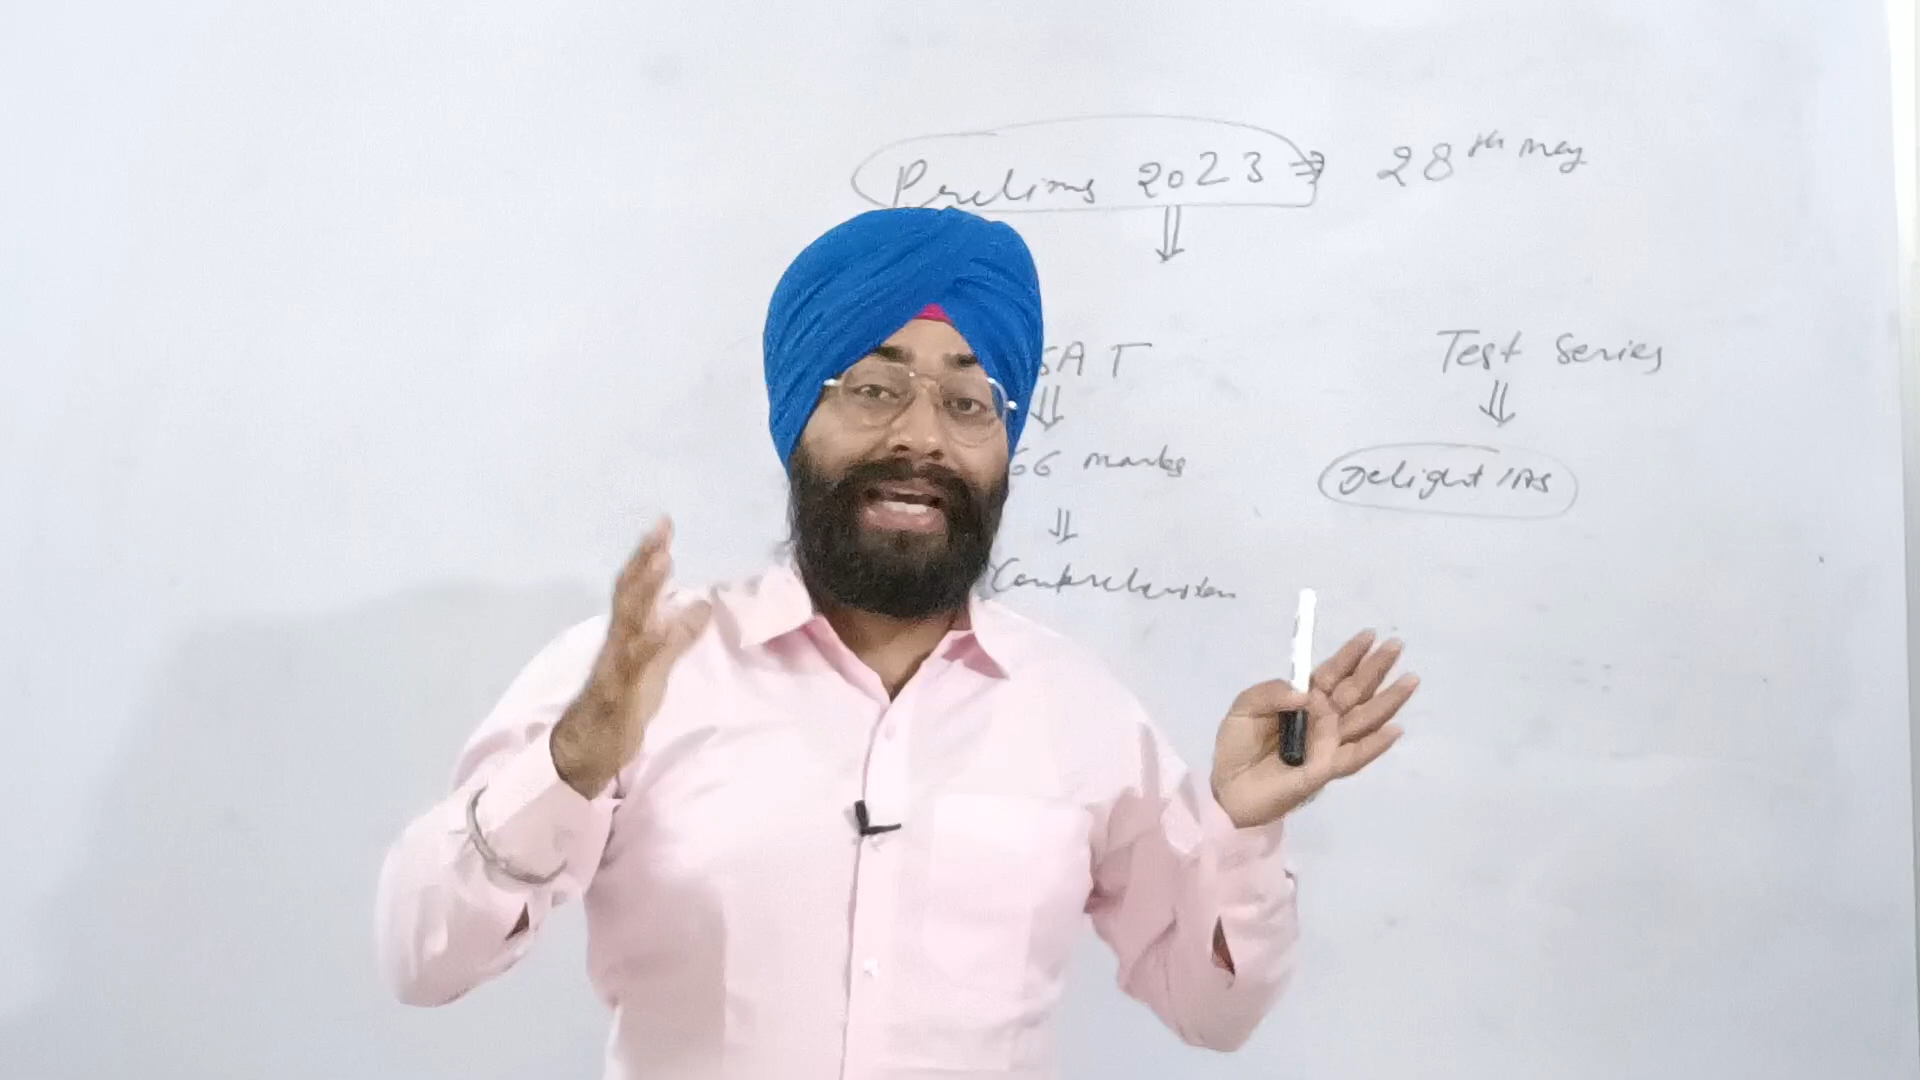 Prelims 2023 ⇒ 28th may
SAT Test Series
66 marks Delight IAS
Comprehension